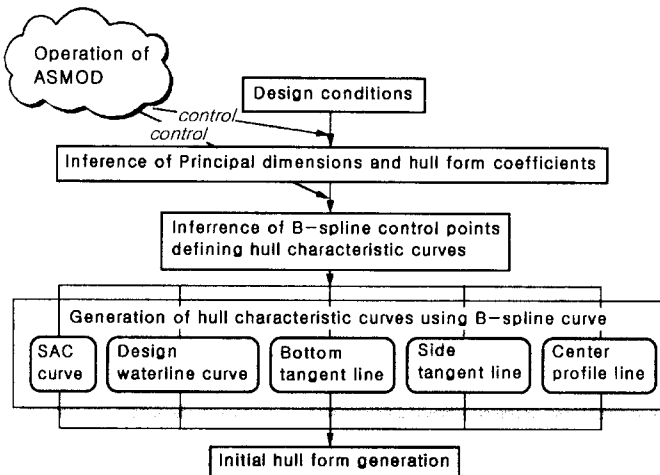 Operation of
ASMOD
Design conditions
control
control
Inference of Principal dimensions and hull form coefficients
Inferrence of B-spline control points
defining hull characteristic curves
Generation of hull characteristic curves using B-spline curve
SAC
curve
Design
waterline curve
Bottom
tangent line
Side
tangent line
Center
profile line
Initial hull form generation